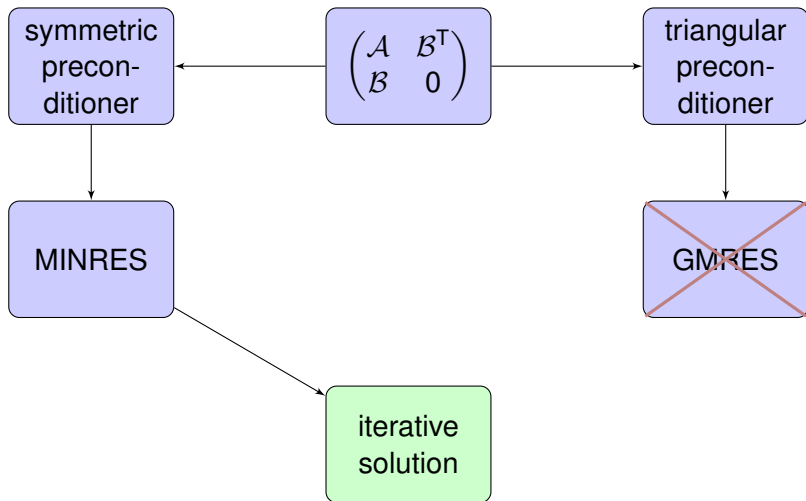 symmetric
precon-
ditioner
𝒜 ℬᵀ
ℬ 0
triangular
precon-
ditioner
MINRES
GMRES
iterative
solution